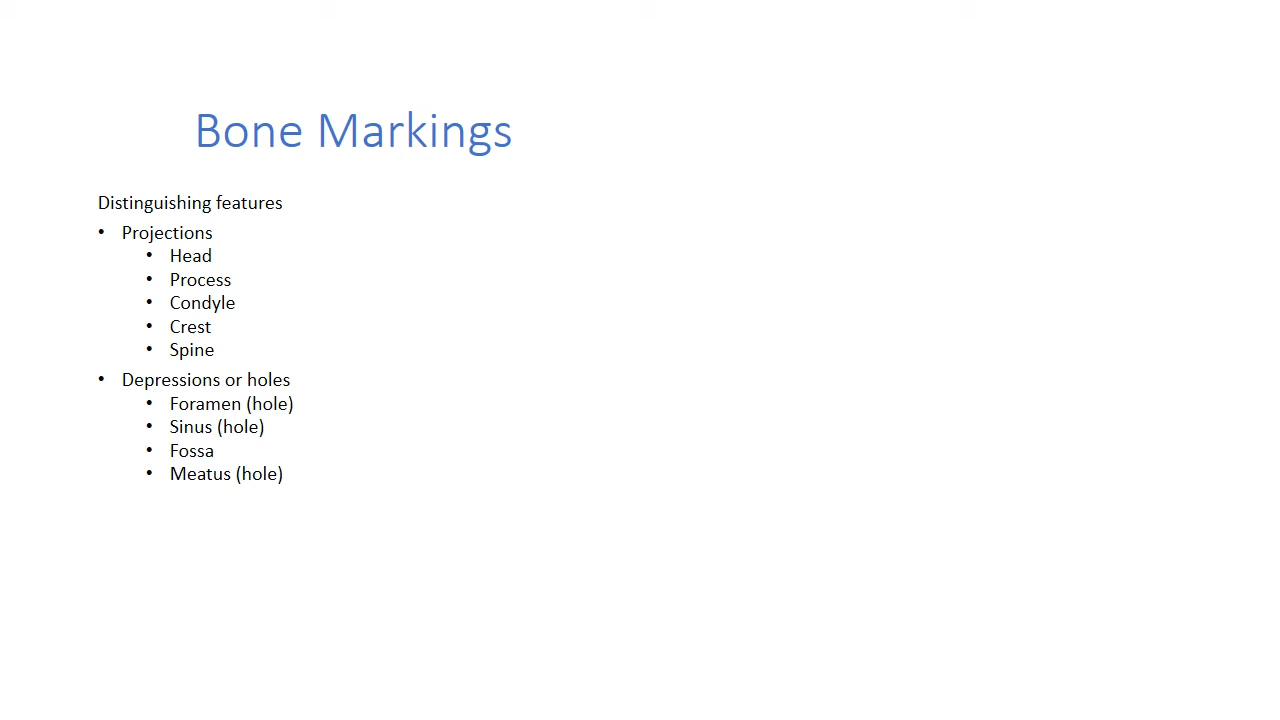 Bone Markings
Distinguishing features
• Projections
• Head
• Process
• Condyle
• Crest
• Spine
• Depressions or holes
• Foramen (hole)
• Sinus (hole)
• Fossa
• Meatus (hole)